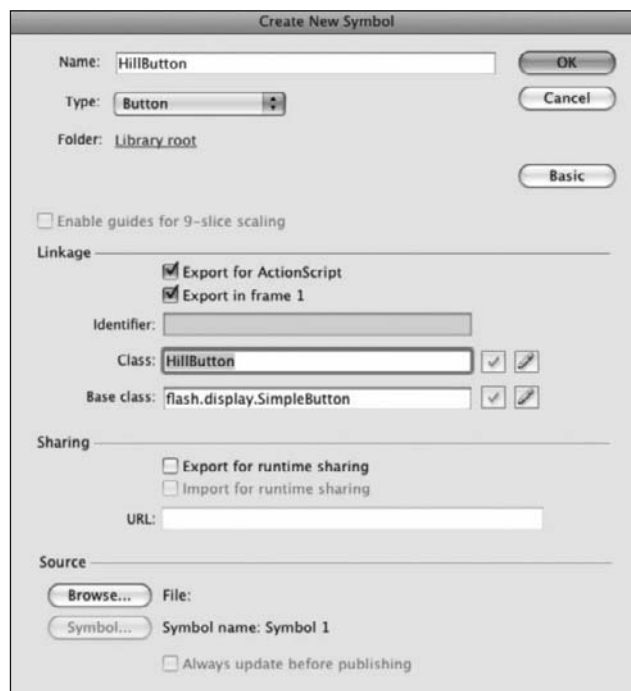 Create New Symbol
Name: HillButton
OK
Type: Button
Cancel
Folder: Library root
Basic
Enable guides for 9-slice scaling
Linkage
Export for ActionScript
Export in frame 1
Identifier:
Class: HillButton
Base class: flash.display.SimpleButton
Sharing
Export for runtime sharing
Import for runtime sharing
URL:
Source
Browse... File:
Symbol... Symbol name: Symbol 1
Always update before publishing